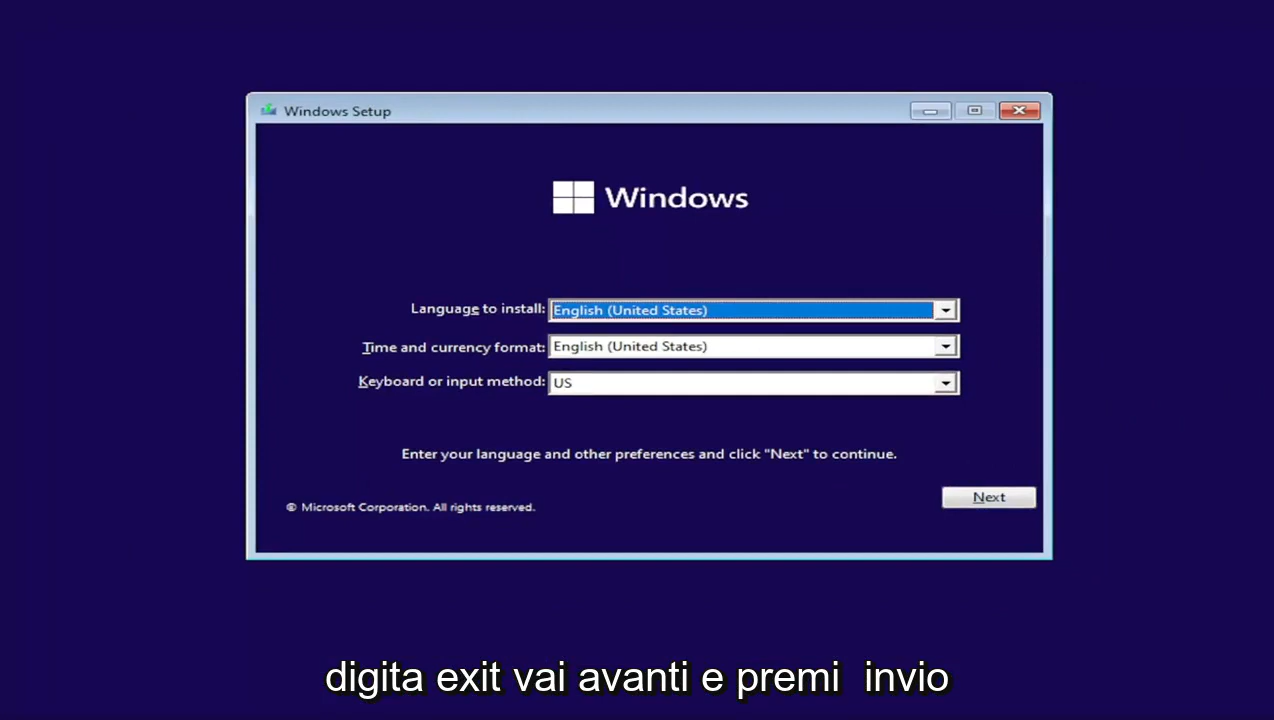 Windows Setup
Windows
Language to install: English (United States)
Time and currency format: English (United States)
Keyboard or input method: US
Enter your language and other preferences and click "Next" to continue.
Next
© Microsoft Corporation. All rights reserved.
digita exit vai avanti e premi  invio